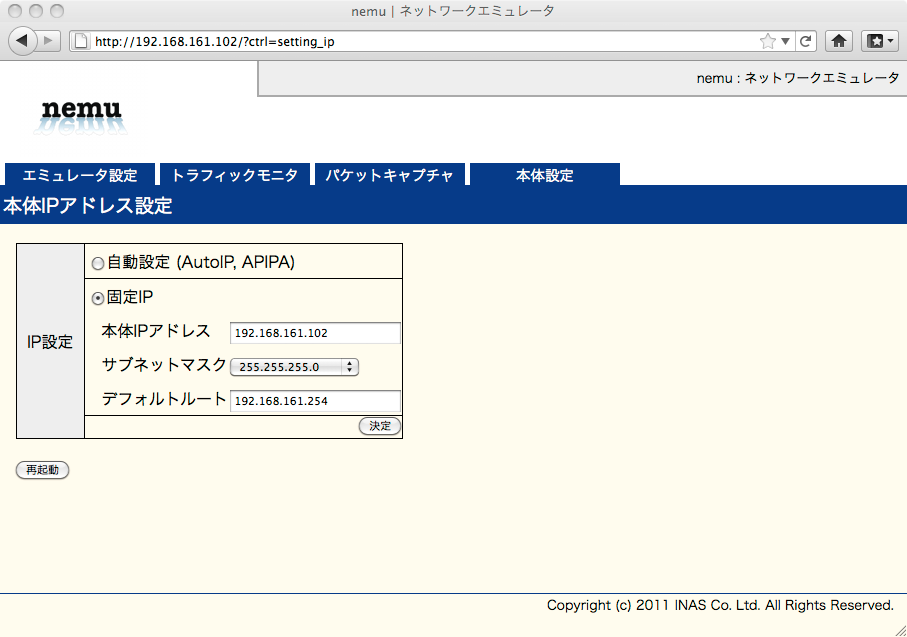 nemu | ネットワークエミュレータ
http://192.168.161.102/?ctrl=setting_ip
nemu : ネットワークエミュレータ
nemu
エミュレータ設定 トラフィックモニタ パケットキャプチャ 本体設定
本体IPアドレス設定
IP設定
自動設定 (AutoIP, APIPA)
固定IP
本体IPアドレス 192.168.161.102
サブネットマスク 255.255.255.0
デフォルトルート 192.168.161.254
決定
再起動
Copyright (c) 2011 INAS Co. Ltd. All Rights Reserved.